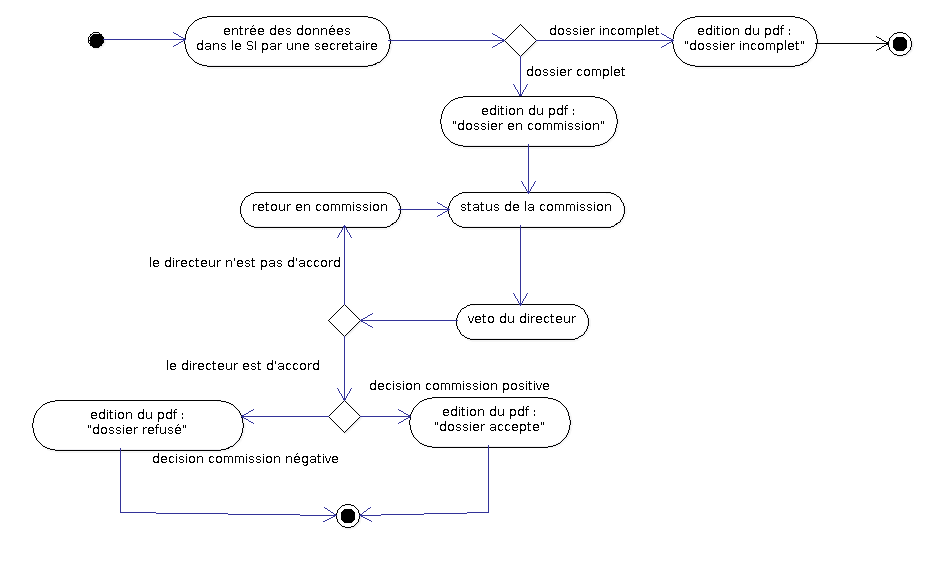 entrée des données
dans le SI par une secretaire
dossier incomplet
edition du pdf :
"dossier incomplet"
dossier complet
edition du pdf :
"dossier en commission"
retour en commission
status de la commission
le directeur n'est pas d'accord
veto du directeur
le directeur est d'accord
decision commission positive
edition du pdf :
"dossier refusé"
edition du pdf :
"dossier accepte"
decision commission négative